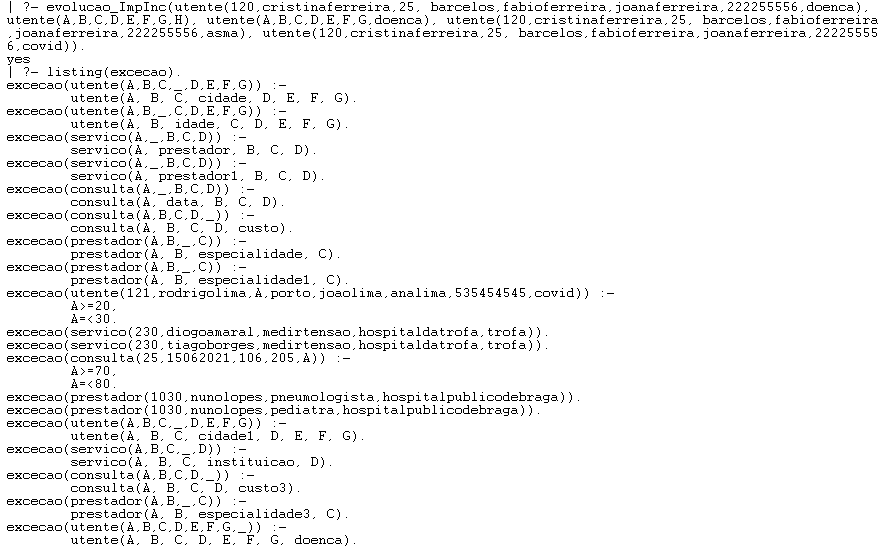 | ?- evolucao_ImpInc(utente(120,cristinaferreira,25, barcelos,fabioferreira,joanaferreira,222255556,doenca),
utente(A,B,C,D,E,F,G,H), utente(A,B,C,D,E,F,G,doenca), utente(120,cristinaferreira,25, barcelos,fabioferreira
,joanaferreira,222255556,asma), utente(120,cristinaferreira,25, barcelos,fabioferreira,joanaferreira,22225555
6,covid)).
yes
| ?- listing(excecao).
excecao(utente(A,B,C,_,D,E,F,G)) :-
        utente(A, B, C, cidade, D, E, F, G).
excecao(utente(A,B,_,C,D,E,F,G)) :-
        utente(A, B, idade, C, D, E, F, G).
excecao(servico(A,_,B,C,D)) :-
        servico(A, prestador, B, C, D).
excecao(servico(A,_,B,C,D)) :-
        servico(A, prestador1, B, C, D).
excecao(consulta(A,_,B,C,D)) :-
        consulta(A, data, B, C, D).
excecao(consulta(A,B,C,D,_)) :-
        consulta(A, B, C, D, custo).
excecao(prestador(A,B,_,C)) :-
        prestador(A, B, especialidade, C).
excecao(prestador(A,B,_,C)) :-
        prestador(A, B, especialidade1, C).
excecao(utente(121,rodrigolima,A,porto,joaolima,analima,535454545,covid)) :-
        A>=20,
        A=<30.
excecao(servico(230,diogoamaral,medirtensao,hospitaldatrofa,trofa)).
excecao(servico(230,tiagoborges,medirtensao,hospitaldatrofa,trofa)).
excecao(consulta(25,15062021,106,205,A)) :-
        A>=70,
        A=<80.
excecao(prestador(1030,nunolopes,pneumologista,hospitalpublicodebraga)).
excecao(prestador(1030,nunolopes,pediatra,hospitalpublicodebraga)).
excecao(utente(A,B,C,_,D,E,F,G)) :-
        utente(A, B, C, cidade1, D, E, F, G).
excecao(servico(A,B,C,_,D)) :-
        servico(A, B, C, instituicao, D).
excecao(consulta(A,B,C,D,_)) :-
        consulta(A, B, C, D, custo3).
excecao(prestador(A,B,_,C)) :-
        prestador(A, B, especialidade3, C).
excecao(utente(A,B,C,D,E,F,G,_)) :-
        utente(A, B, C, D, E, F, G, doenca).